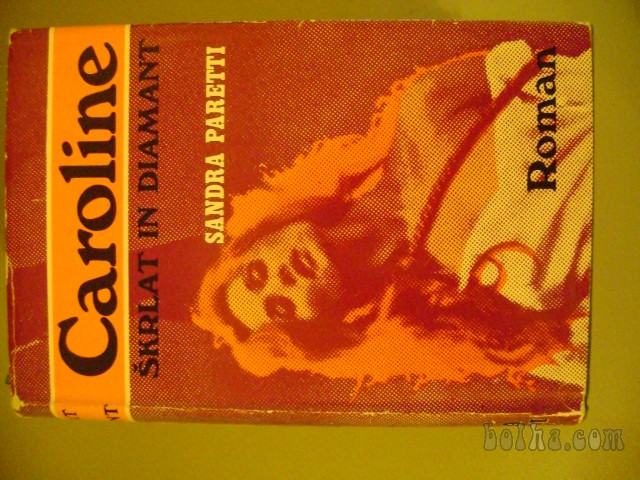 Caroline
ŠKRLAT IN DIAMANT
SANDRA PARETTI
Roman
bolha.com